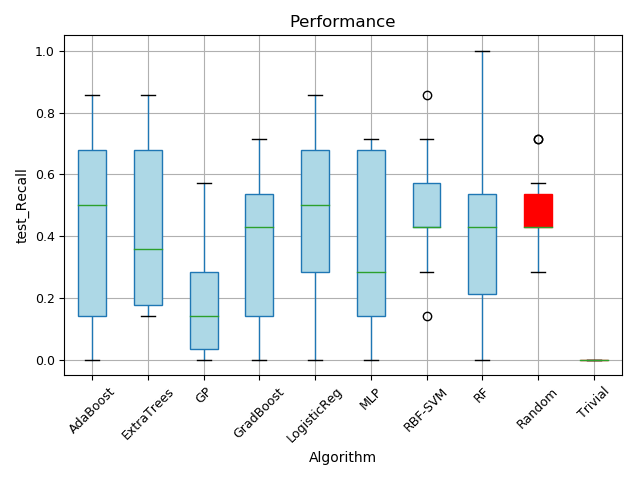 Performance
1.0
0.8
0.6
0.4
0.2
0.0
test_Recall
AdaBoost
ExtraTrees
GP
GradBoost
LogisticReg
MLP
RBF-SVM
RF
Random
Trivial
Algorithm